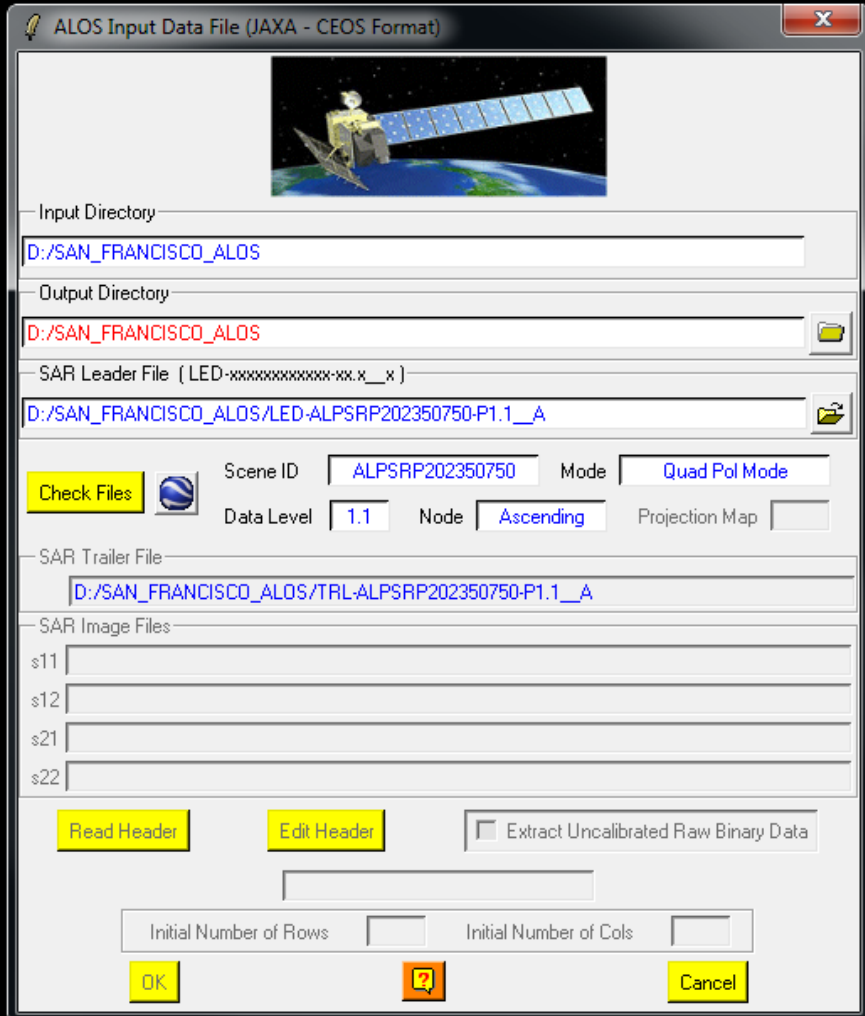 ALOS Input Data File (JAXA - CEOS Format)
Input Directory
D:/SAN_FRANCISCO_ALOS
Output Directory
D:/SAN_FRANCISCO_ALOS
SAR Leader File ( LED-xxxxxxxxxxxx-xx.x__x )
D:/SAN_FRANCISCO_ALOS/LED-ALPSRP202350750-P1.1__A
Check Files Scene ID ALPSRP202350750 Mode Quad Pol Mode
Data Level 1.1 Node Ascending Projection Map
SAR Trailer File
D:/SAN_FRANCISCO_ALOS/TRL-ALPSRP202350750-P1.1__A
SAR Image Files
s11
s12
s21
s22
Read Header Edit Header Extract Uncalibrated Raw Binary Data
Initial Number of Rows Initial Number of Cols
OK ? Cancel